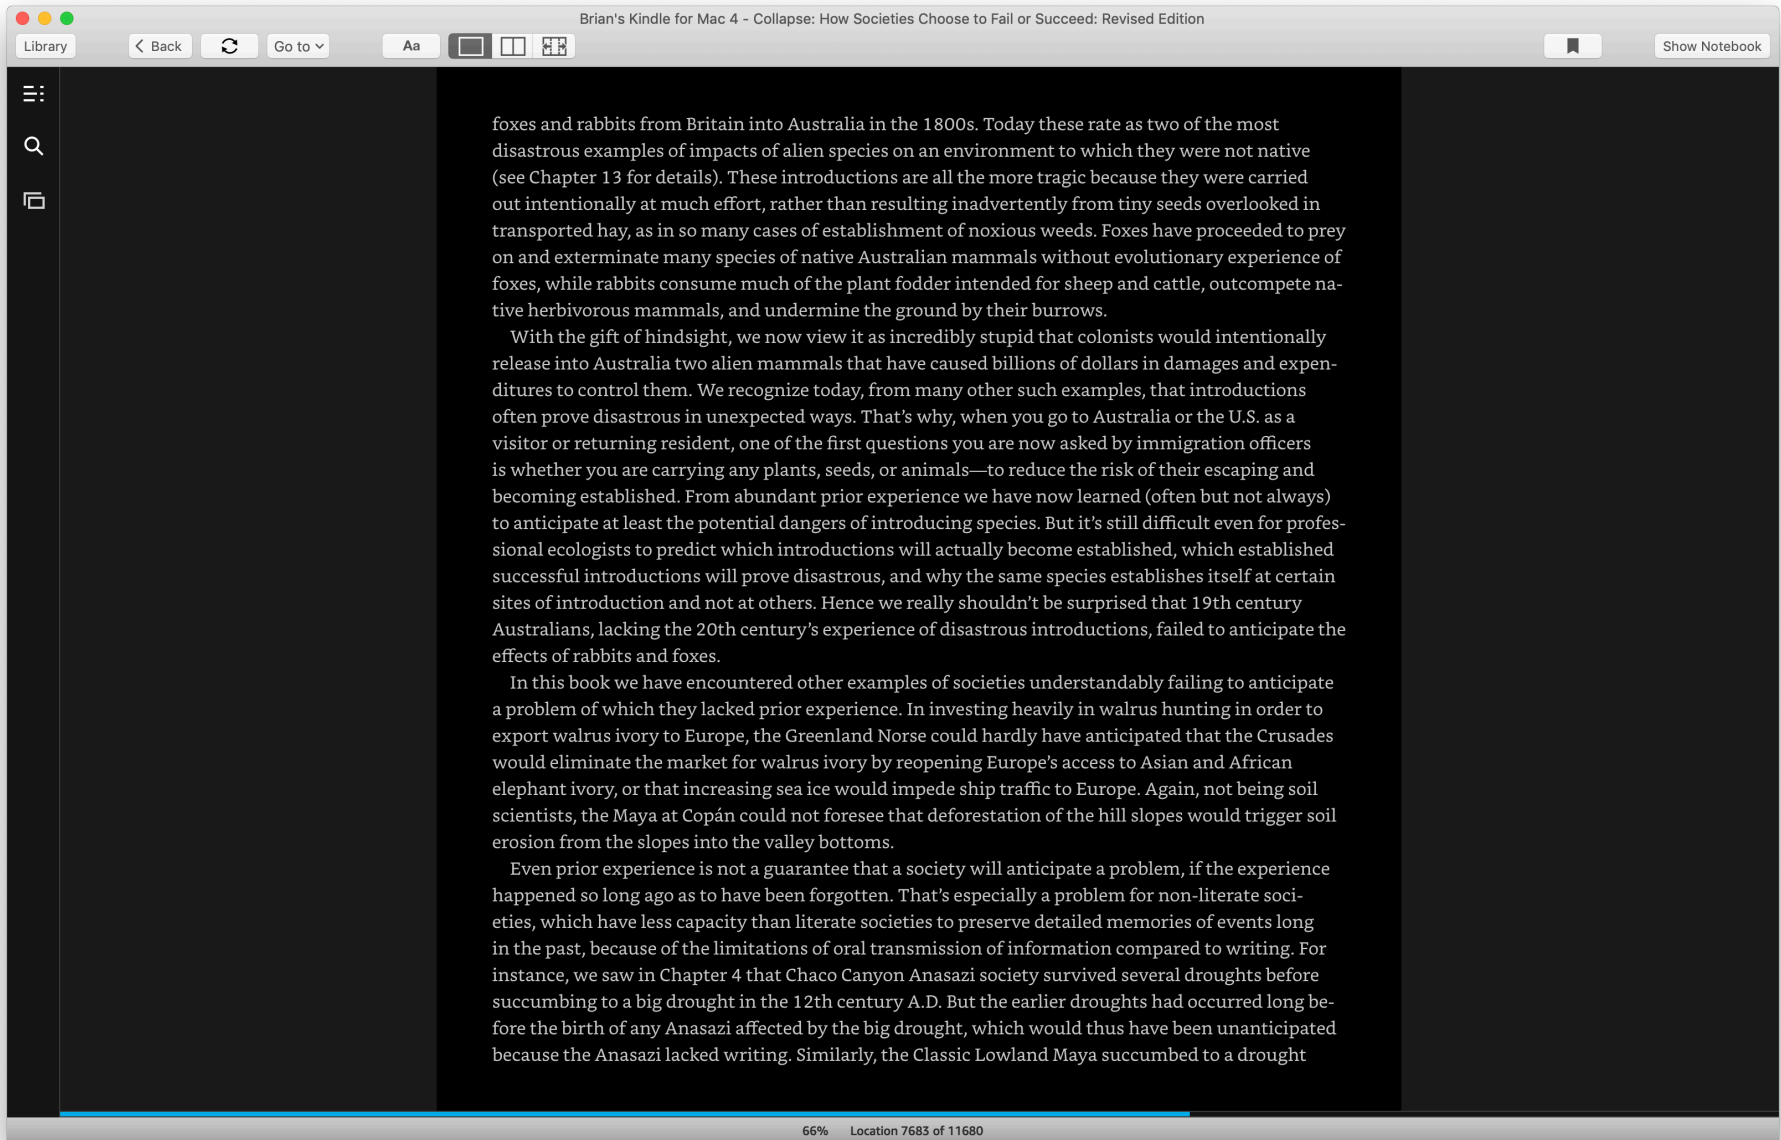 Brian's Kindle for Mac 4 - Collapse: How Societies Choose to Fail or Succeed: Revised Edition
Library
Back
Go to
Aa
Show Notebook
foxes and rabbits from Britain into Australia in the 1800s. Today these rate as two of the most
disastrous examples of impacts of alien species on an environment to which they were not native
(see Chapter 13 for details). These introductions are all the more tragic because they were carried
out intentionally at much effort, rather than resulting inadvertently from tiny seeds overlooked in
transported hay, as in so many cases of establishment of noxious weeds. Foxes have proceeded to prey
on and exterminate many species of native Australian mammals without evolutionary experience of
foxes, while rabbits consume much of the plant fodder intended for sheep and cattle, outcompete na-
tive herbivorous mammals, and undermine the ground by their burrows.
With the gift of hindsight, we now view it as incredibly stupid that colonists would intentionally
release into Australia two alien mammals that have caused billions of dollars in damages and expen-
ditures to control them. We recognize today, from many other such examples, that introductions
often prove disastrous in unexpected ways. That’s why, when you go to Australia or the U.S. as a
visitor or returning resident, one of the first questions you are now asked by immigration officers
is whether you are carrying any plants, seeds, or animals—to reduce the risk of their escaping and
becoming established. From abundant prior experience we have now learned (often but not always)
to anticipate at least the potential dangers of introducing species. But it’s still difficult even for profes-
sional ecologists to predict which introductions will actually become established, which established
successful introductions will prove disastrous, and why the same species establishes itself at certain
sites of introduction and not at others. Hence we really shouldn’t be surprised that 19th century
Australians, lacking the 20th century’s experience of disastrous introductions, failed to anticipate the
effects of rabbits and foxes.
In this book we have encountered other examples of societies understandably failing to anticipate
a problem of which they lacked prior experience. In investing heavily in walrus hunting in order to
export walrus ivory to Europe, the Greenland Norse could hardly have anticipated that the Crusades
would eliminate the market for walrus ivory by reopening Europe’s access to Asian and African
elephant ivory, or that increasing sea ice would impede ship traffic to Europe. Again, not being soil
scientists, the Maya at Copán could not foresee that deforestation of the hill slopes would trigger soil
erosion from the slopes into the valley bottoms.
Even prior experience is not a guarantee that a society will anticipate a problem, if the experience
happened so long ago as to have been forgotten. That’s especially a problem for non-literate soci-
eties, which have less capacity than literate societies to preserve detailed memories of events long
in the past, because of the limitations of oral transmission of information compared to writing. For
instance, we saw in Chapter 4 that Chaco Canyon Anasazi society survived several droughts before
succumbing to a big drought in the 12th century A.D. But the earlier droughts had occurred long be-
fore the birth of any Anasazi affected by the big drought, which would thus have been unanticipated
because the Anasazi lacked writing. Similarly, the Classic Lowland Maya succumbed to a drought
66% Location 7683 of 11680